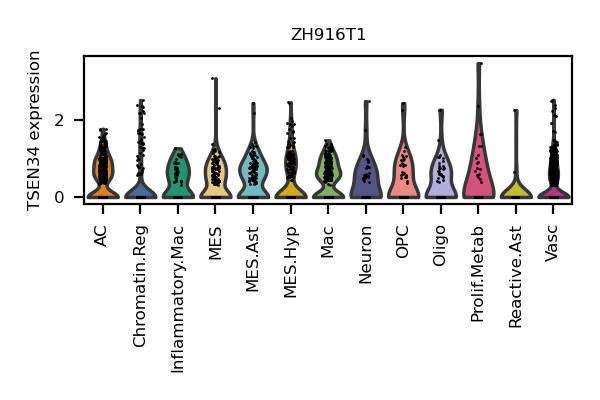 ZH916T1
TSEN34 expression
2
0
AC
Chromatin.Reg
Inflammatory.Mac
MES
MES.Ast
MES.Hyp
Mac
Neuron
OPC
Oligo
Prolif.Metab
Reactive.Ast
Vasc